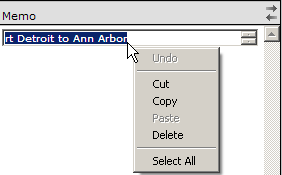 Memo
rt Detroit to Ann Arbor
Undo
Cut
Copy
Paste
Delete
Select All